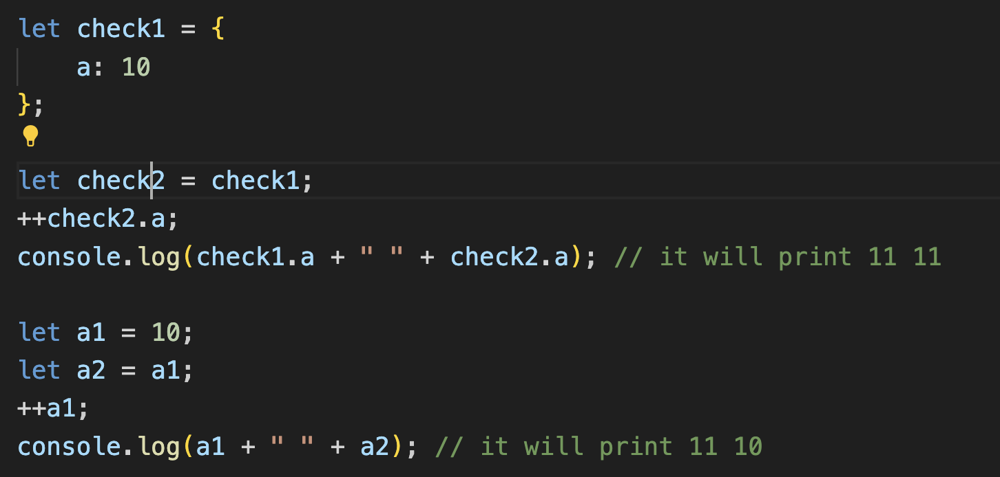 let check1 = {
    a: 10
};
let check2 = check1;
++check2.a;
console.log(check1.a + " " + check2.a); // it will print 11 11
let a1 = 10;
let a2 = a1;
++a1;
console.log(a1 + " " + a2); // it will print 11 10